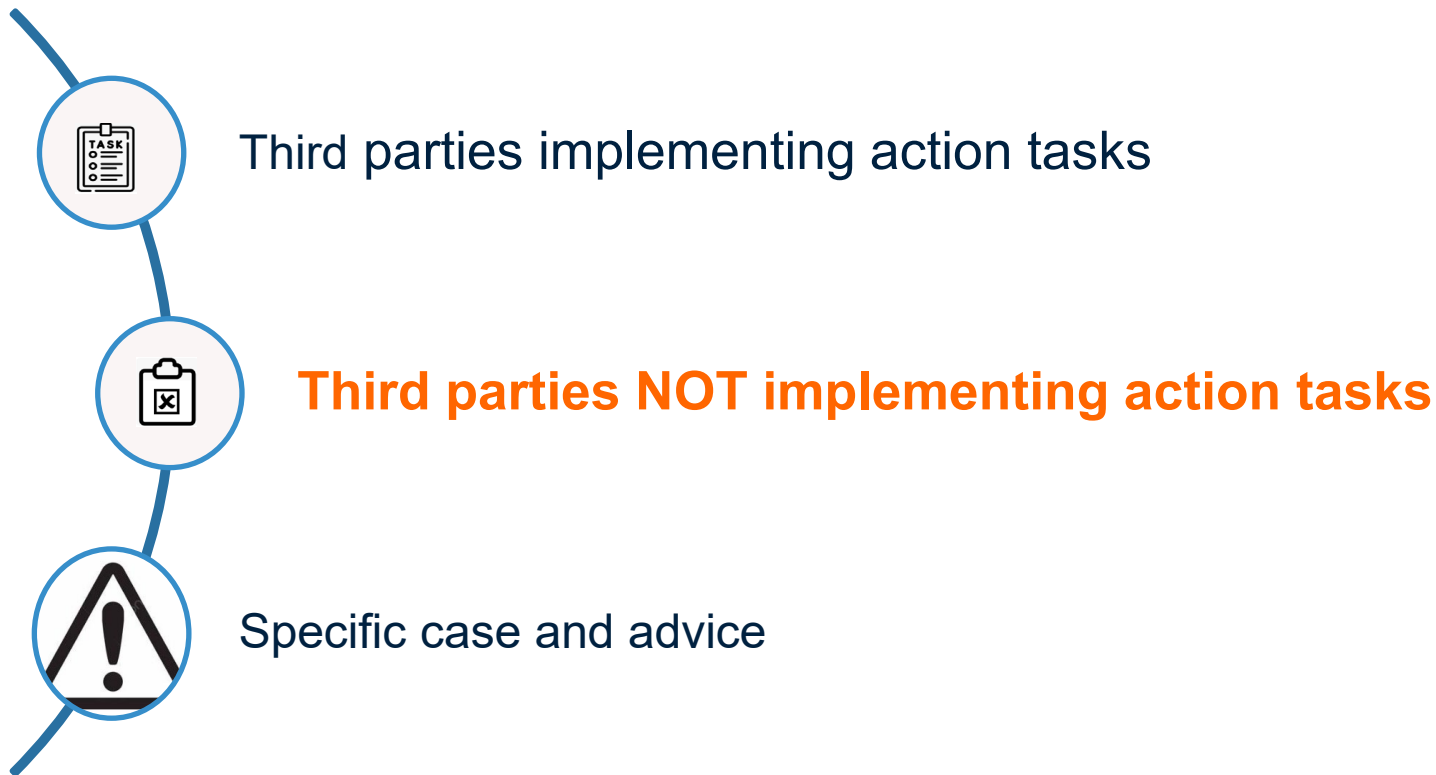 TASK
Third parties implementing action tasks
Third parties NOT implementing action tasks
Specific case and advice